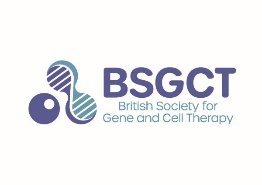 BSGCT
British Society for
Gene and Cell Therapy